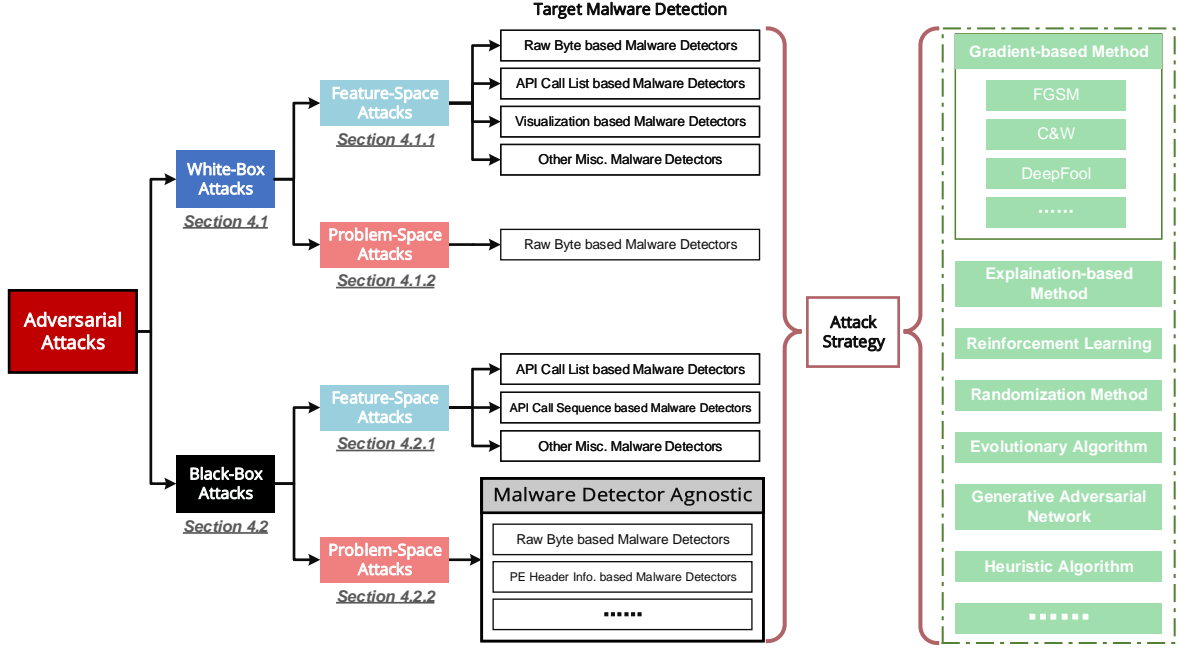 Target Malware Detection
Raw Byte based Malware Detectors
API Call List based Malware Detectors
Visualization based Malware Detectors
Other Misc. Malware Detectors
Feature-Space
Attacks
Section 4.1.1
White-Box
Attacks
Section 4.1
Problem-Space
Attacks
Section 4.1.2
Raw Byte based Malware Detectors
Adversarial
Attacks
API Call List based Malware Detectors
API Call Sequence based Malware Detectors
Other Misc. Malware Detectors
Feature-Space
Attacks
Section 4.2.1
Black-Box
Attacks
Section 4.2
Problem-Space
Attacks
Section 4.2.2
Malware Detector Agnostic
Raw Byte based Malware Detectors
PE Header Info. based Malware Detectors
......
Attack
Strategy
Gradient-based Method
FGSM
C&W
DeepFool
......
Explaination-based
Method
Reinforcement Learning
Randomization Method
Evolutionary Algorithm
Generative Adversarial
Network
Heuristic Algorithm
......